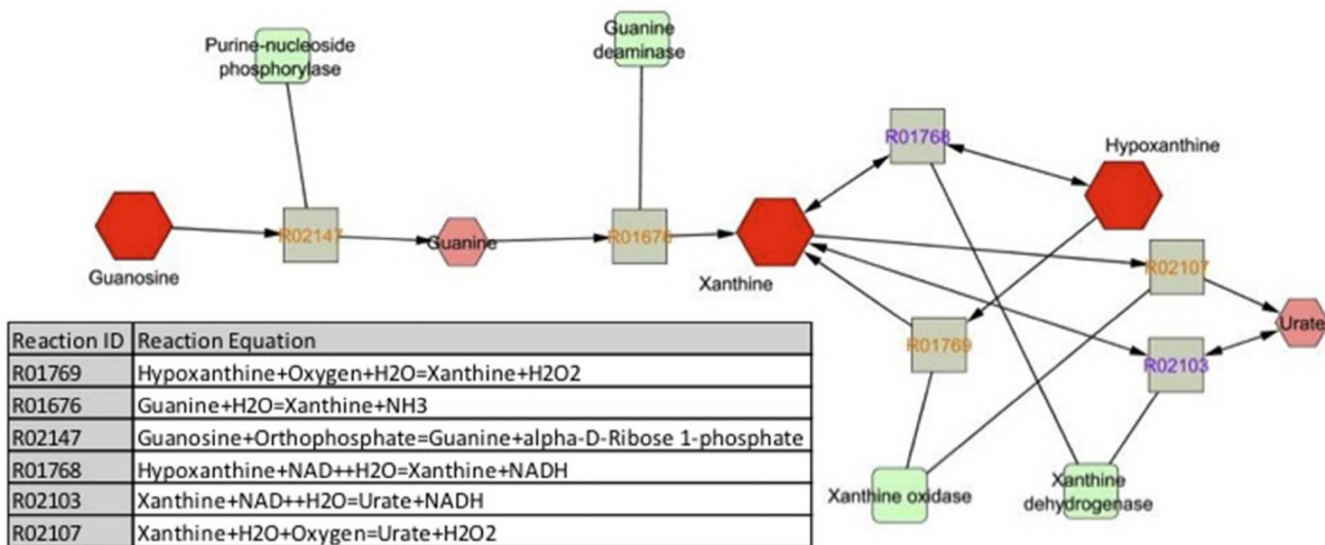 Purine-nucleoside
phosphorylase
Guanine
deaminase
R01768
Hypoxanthine
R02147
Guanine
R01676
Guanosine
Xanthine
R02107
Urate
R01769
R02103
Xanthine oxidase
Xanthine
dehydrogenase
Reaction ID Reaction Equation
R01769 Hypoxanthine+Oxygen+H2O=Xanthine+H2O2
R01676 Guanine+H2O=Xanthine+NH3
R02147 Guanosine+Orthophosphate=Guanine+alpha-D-Ribose 1-phosphate
R01768 Hypoxanthine+NAD++H2O=Xanthine+NADH
R02103 Xanthine+NAD++H2O=Urate+NADH
R02107 Xanthine+H2O+Oxygen=Urate+H2O2